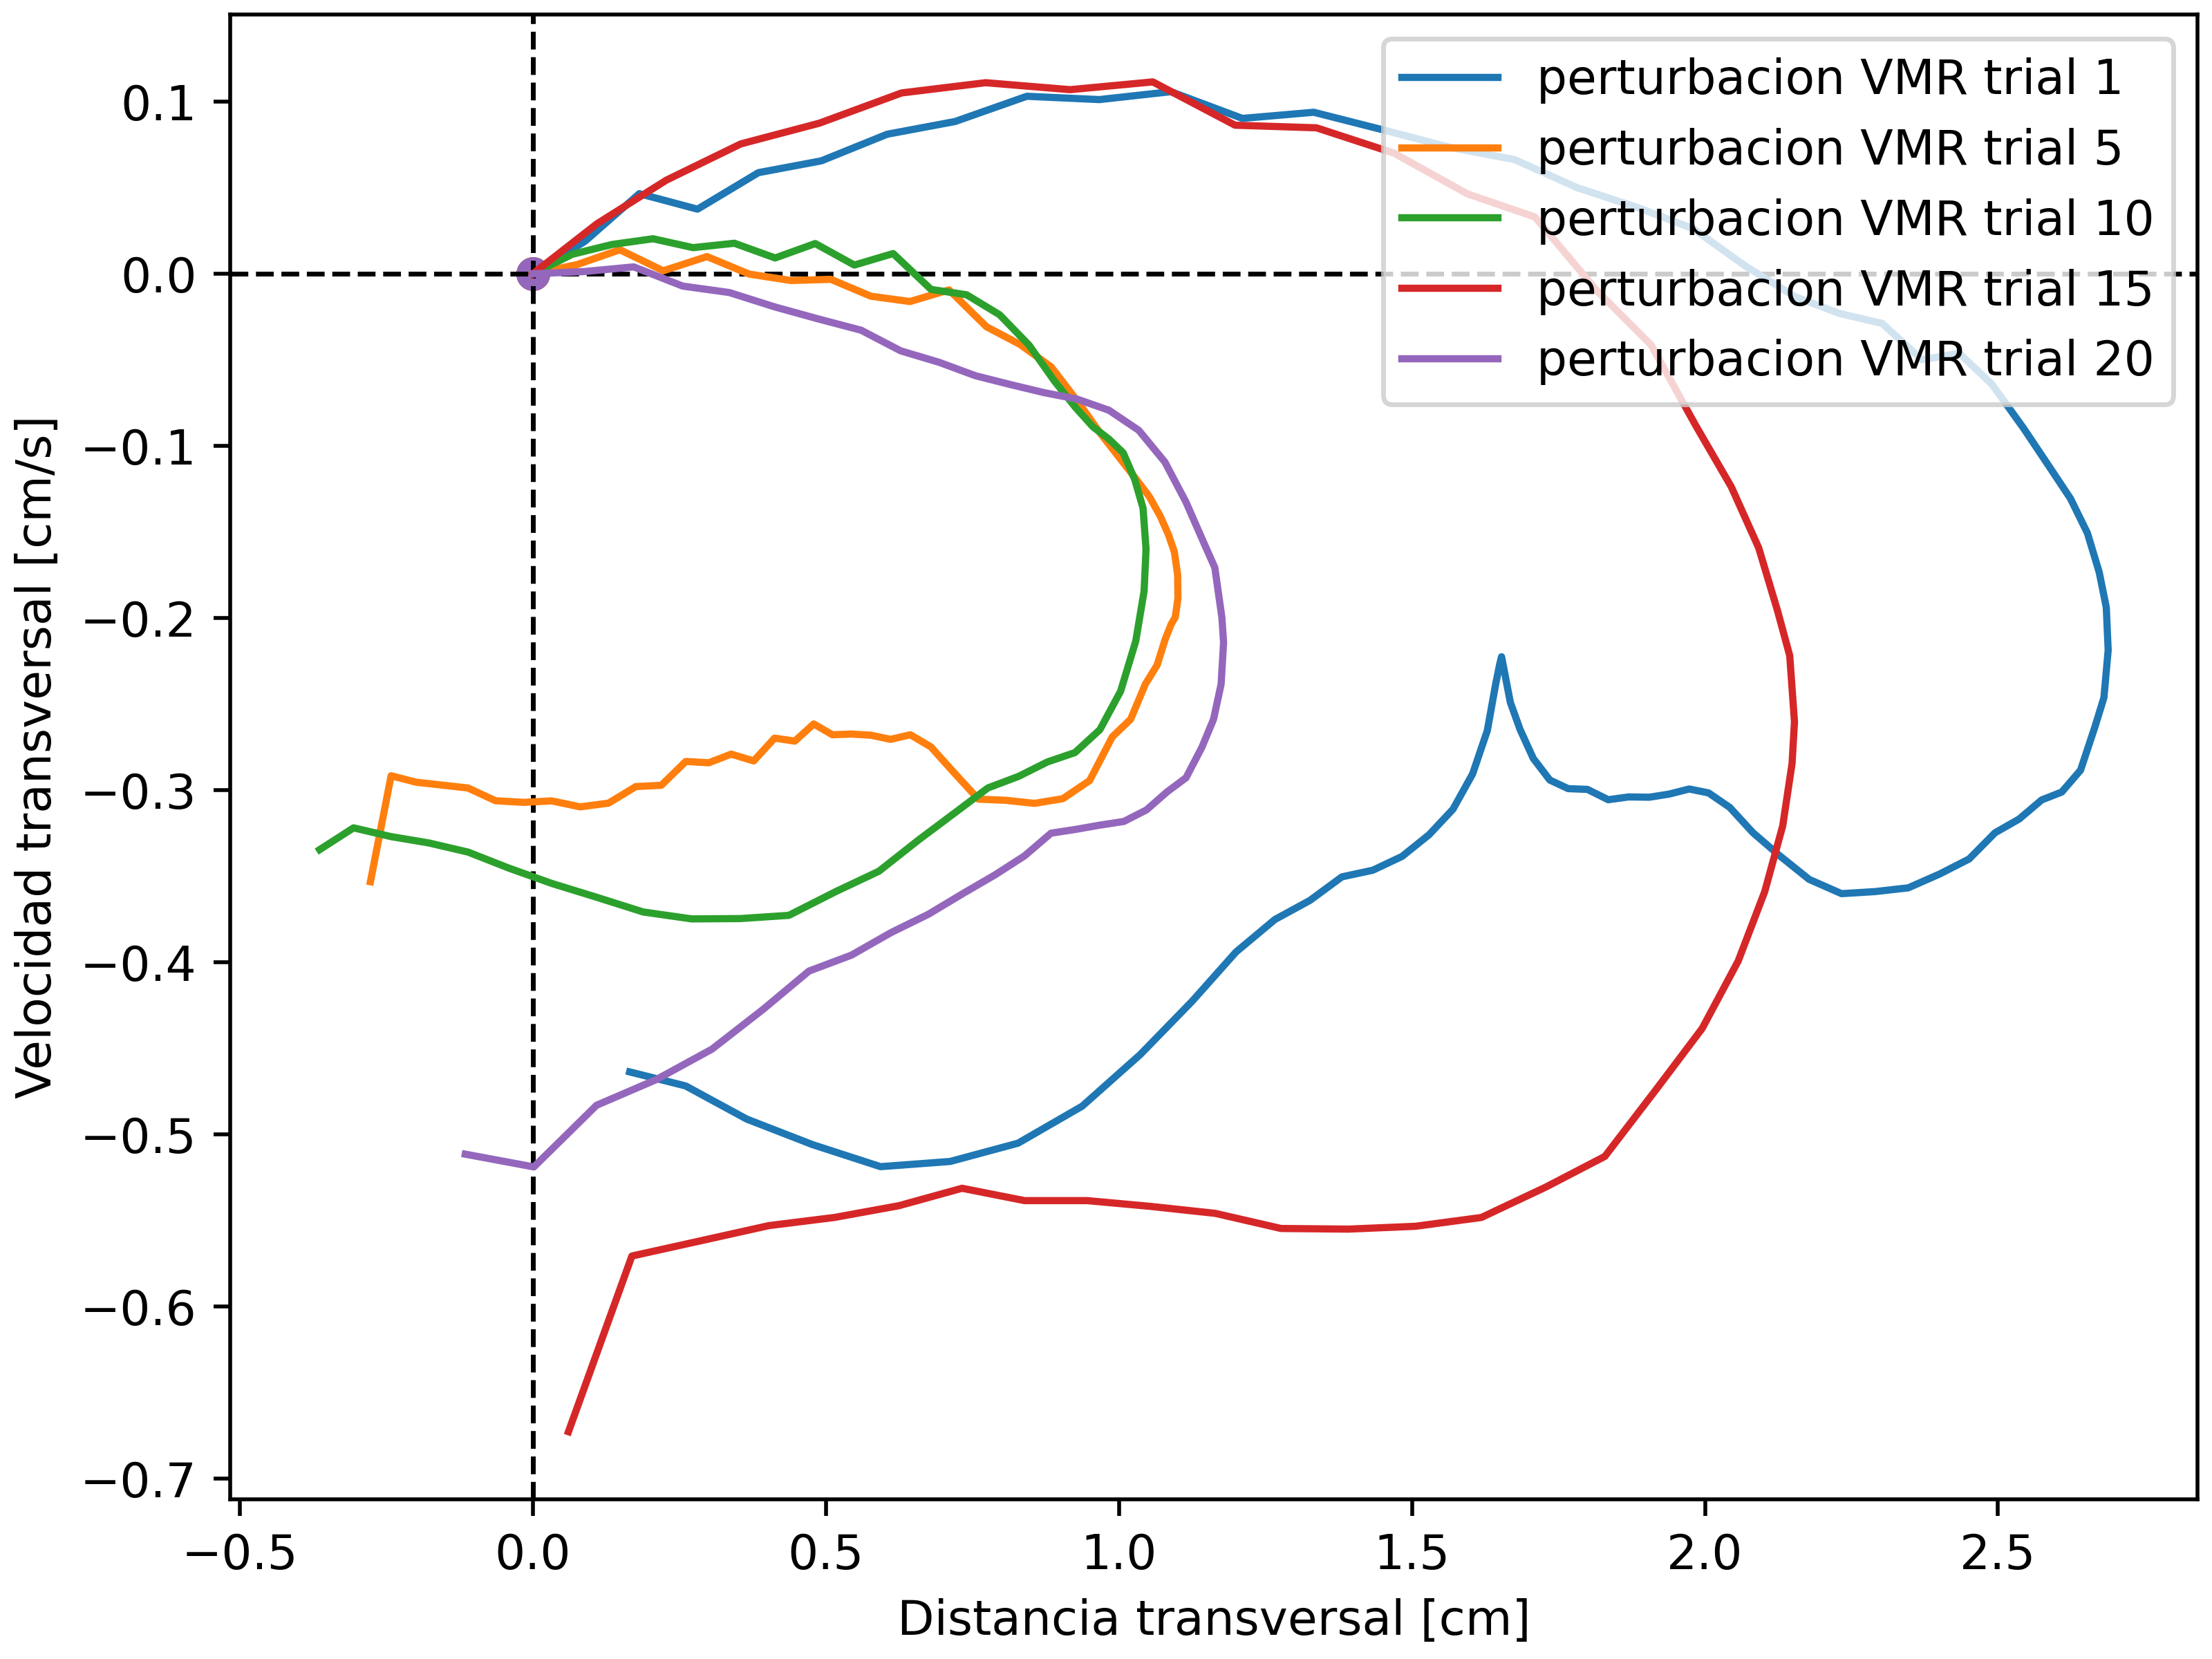 perturbacion VMR trial 1
perturbacion VMR trial 5
perturbacion VMR trial 10
perturbacion VMR trial 15
perturbacion VMR trial 20
Velocidad transversal [cm/s]
0.1
0.0
−0.1
−0.2
−0.3
−0.4
−0.5
−0.6
−0.7
−0.5 0.0 0.5 1.0 1.5 2.0 2.5
Distancia transversal [cm]